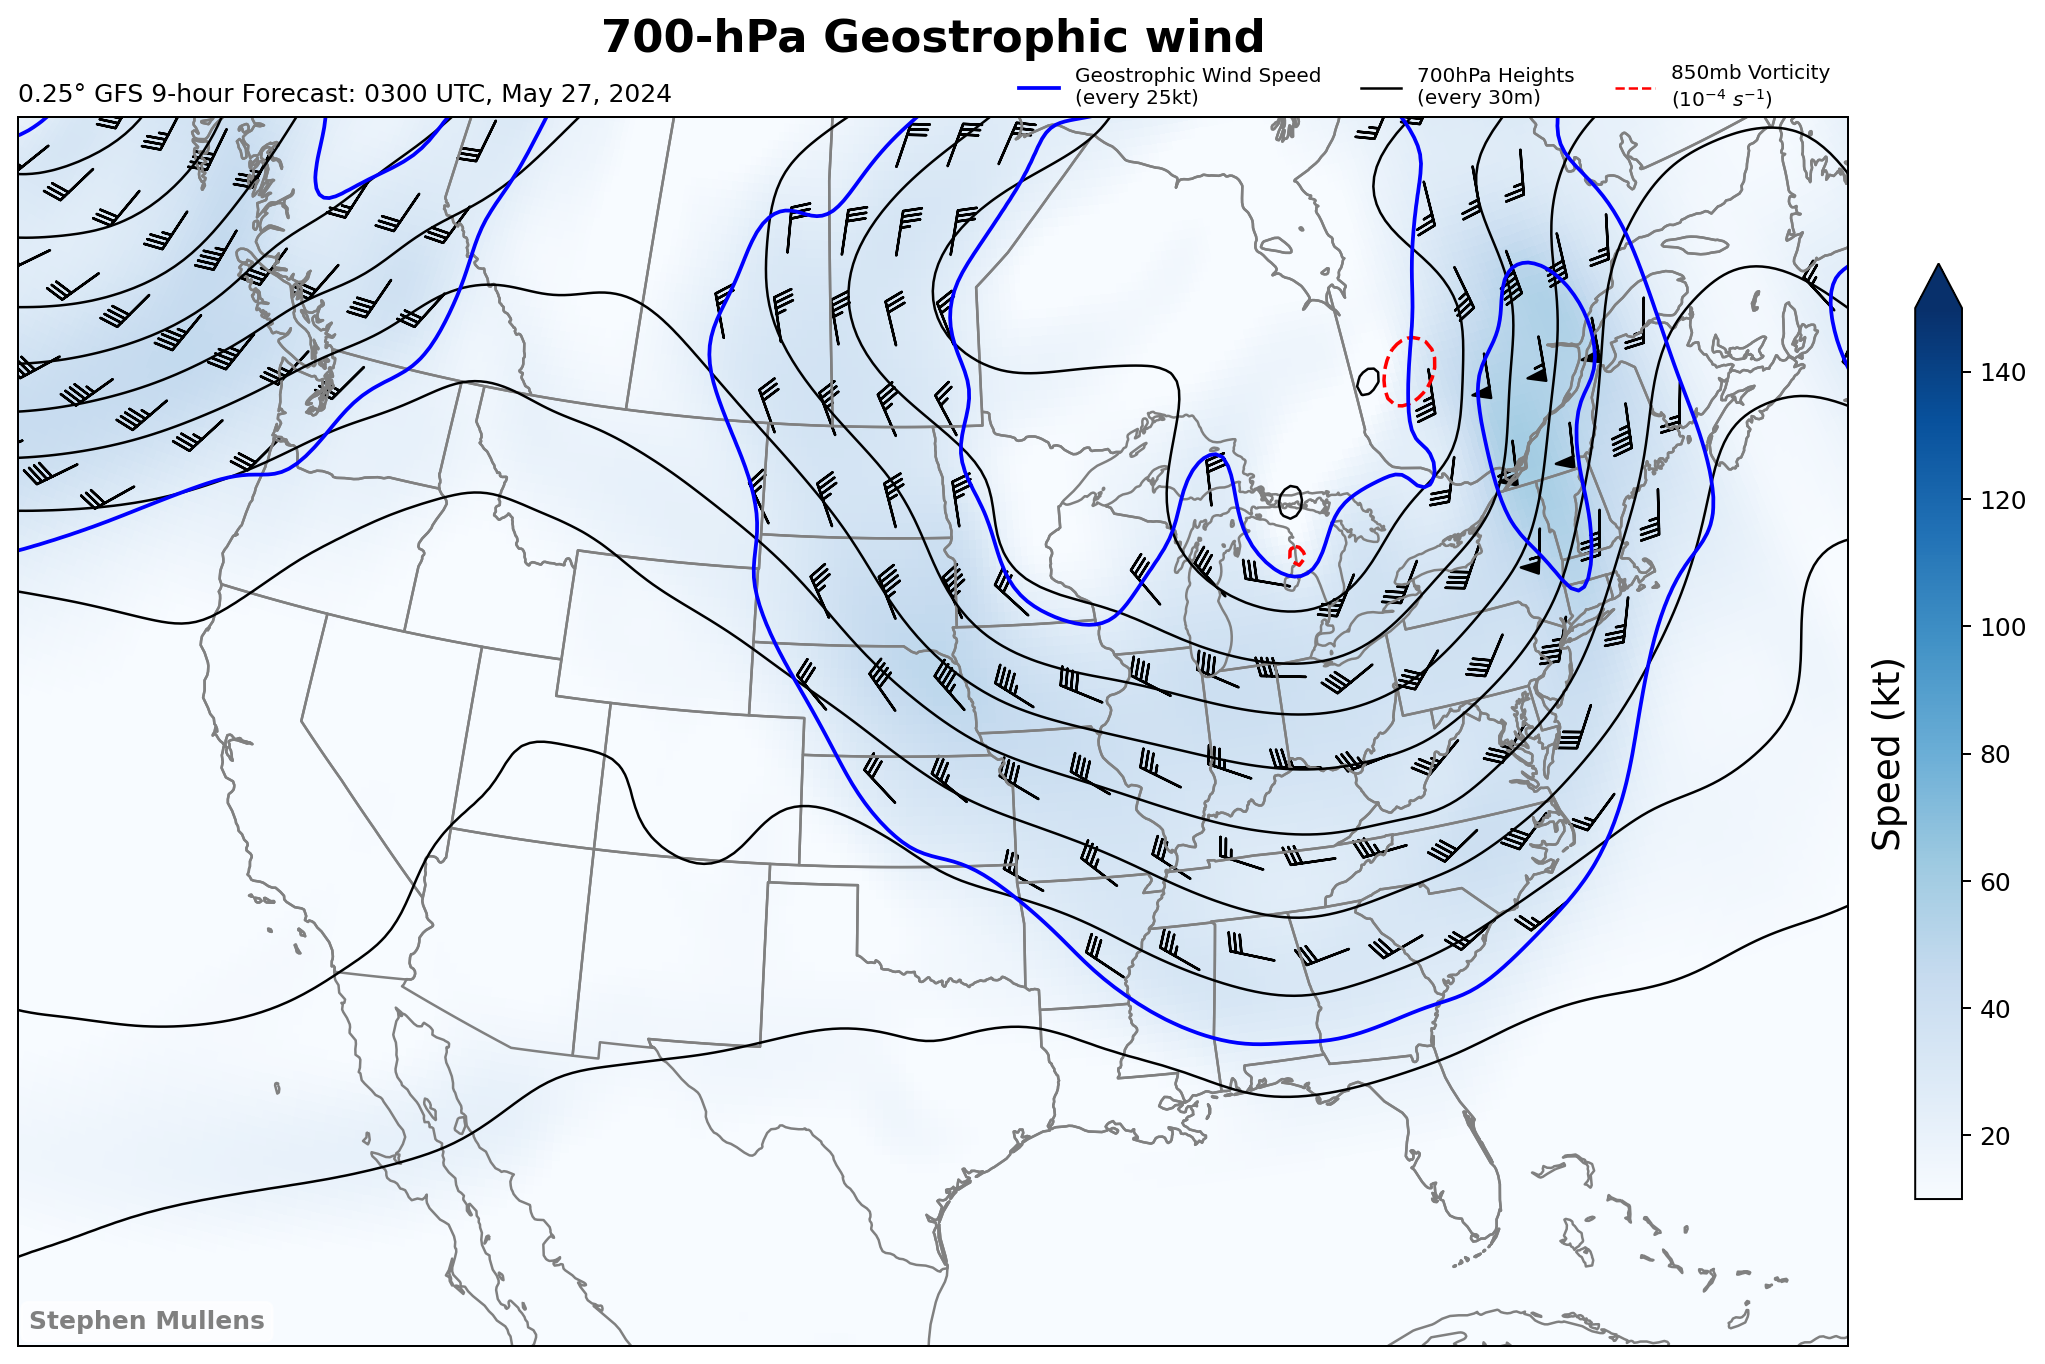 700-hPa Geostrophic wind
0.25° GFS 9-hour Forecast: 0300 UTC, May 27, 2024
Geostrophic Wind Speed
(every 25kt)
700hPa Heights
(every 30m)
850mb Vorticity
(10⁻⁴ s⁻¹)
140
120
100
80
60
40
20
Speed (kt)
Stephen Mullens